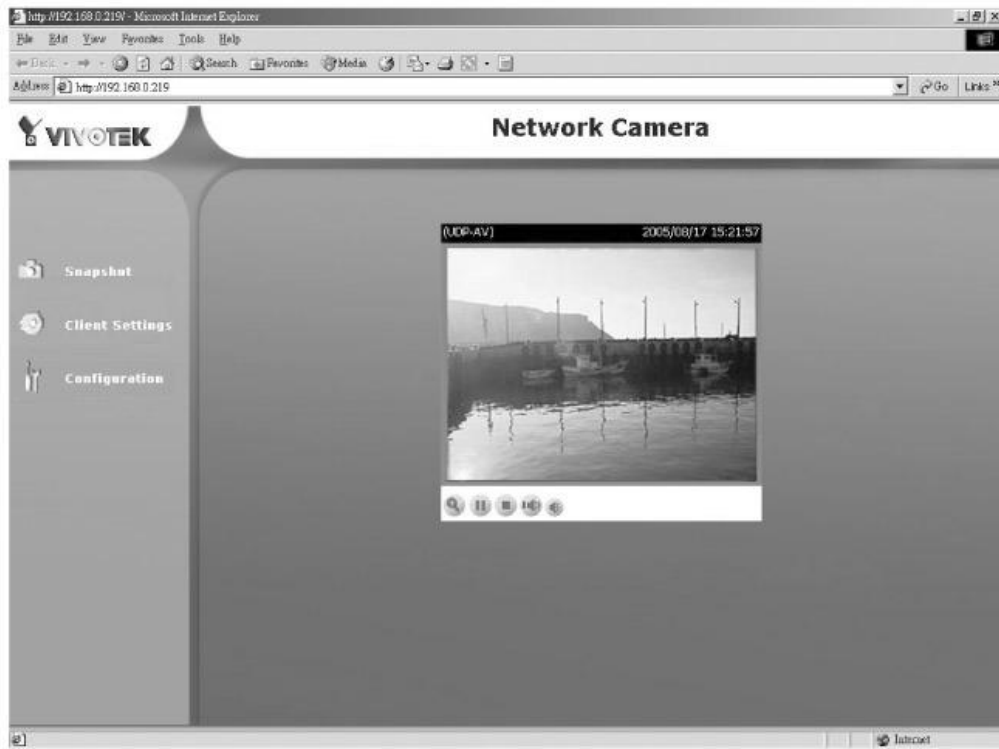 http://192.168.0.219/ - Microsoft Internet Explorer
File Edit View Favorites Tools Help
Back Search Favorites Media
Address http://192.168.0.219 Go Links »
VIVOTEK
Network Camera
(UDP-AV) 2005/08/17 15:21:57
Snapshot
Client Settings
Configuration
Internet